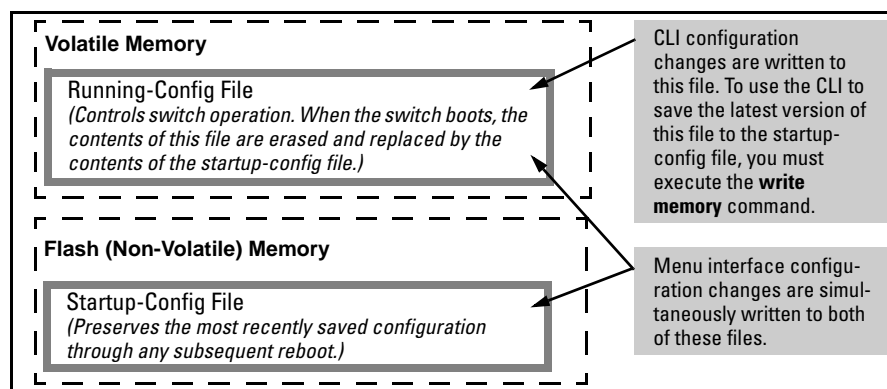 Volatile Memory
Running-Config File
(Controls switch operation. When the switch boots, the
contents of this file are erased and replaced by the
contents of the startup-config file.)
CLI configuration
changes are written to
this file. To use the CLI to
save the latest version of
this file to the startup-
config file, you must
execute the write
memory command.
Flash (Non-Volatile) Memory
Startup-Config File
(Preserves the most recently saved configuration
through any subsequent reboot.)
Menu interface configu-
ration changes are simul-
taneously written to both
of these files.